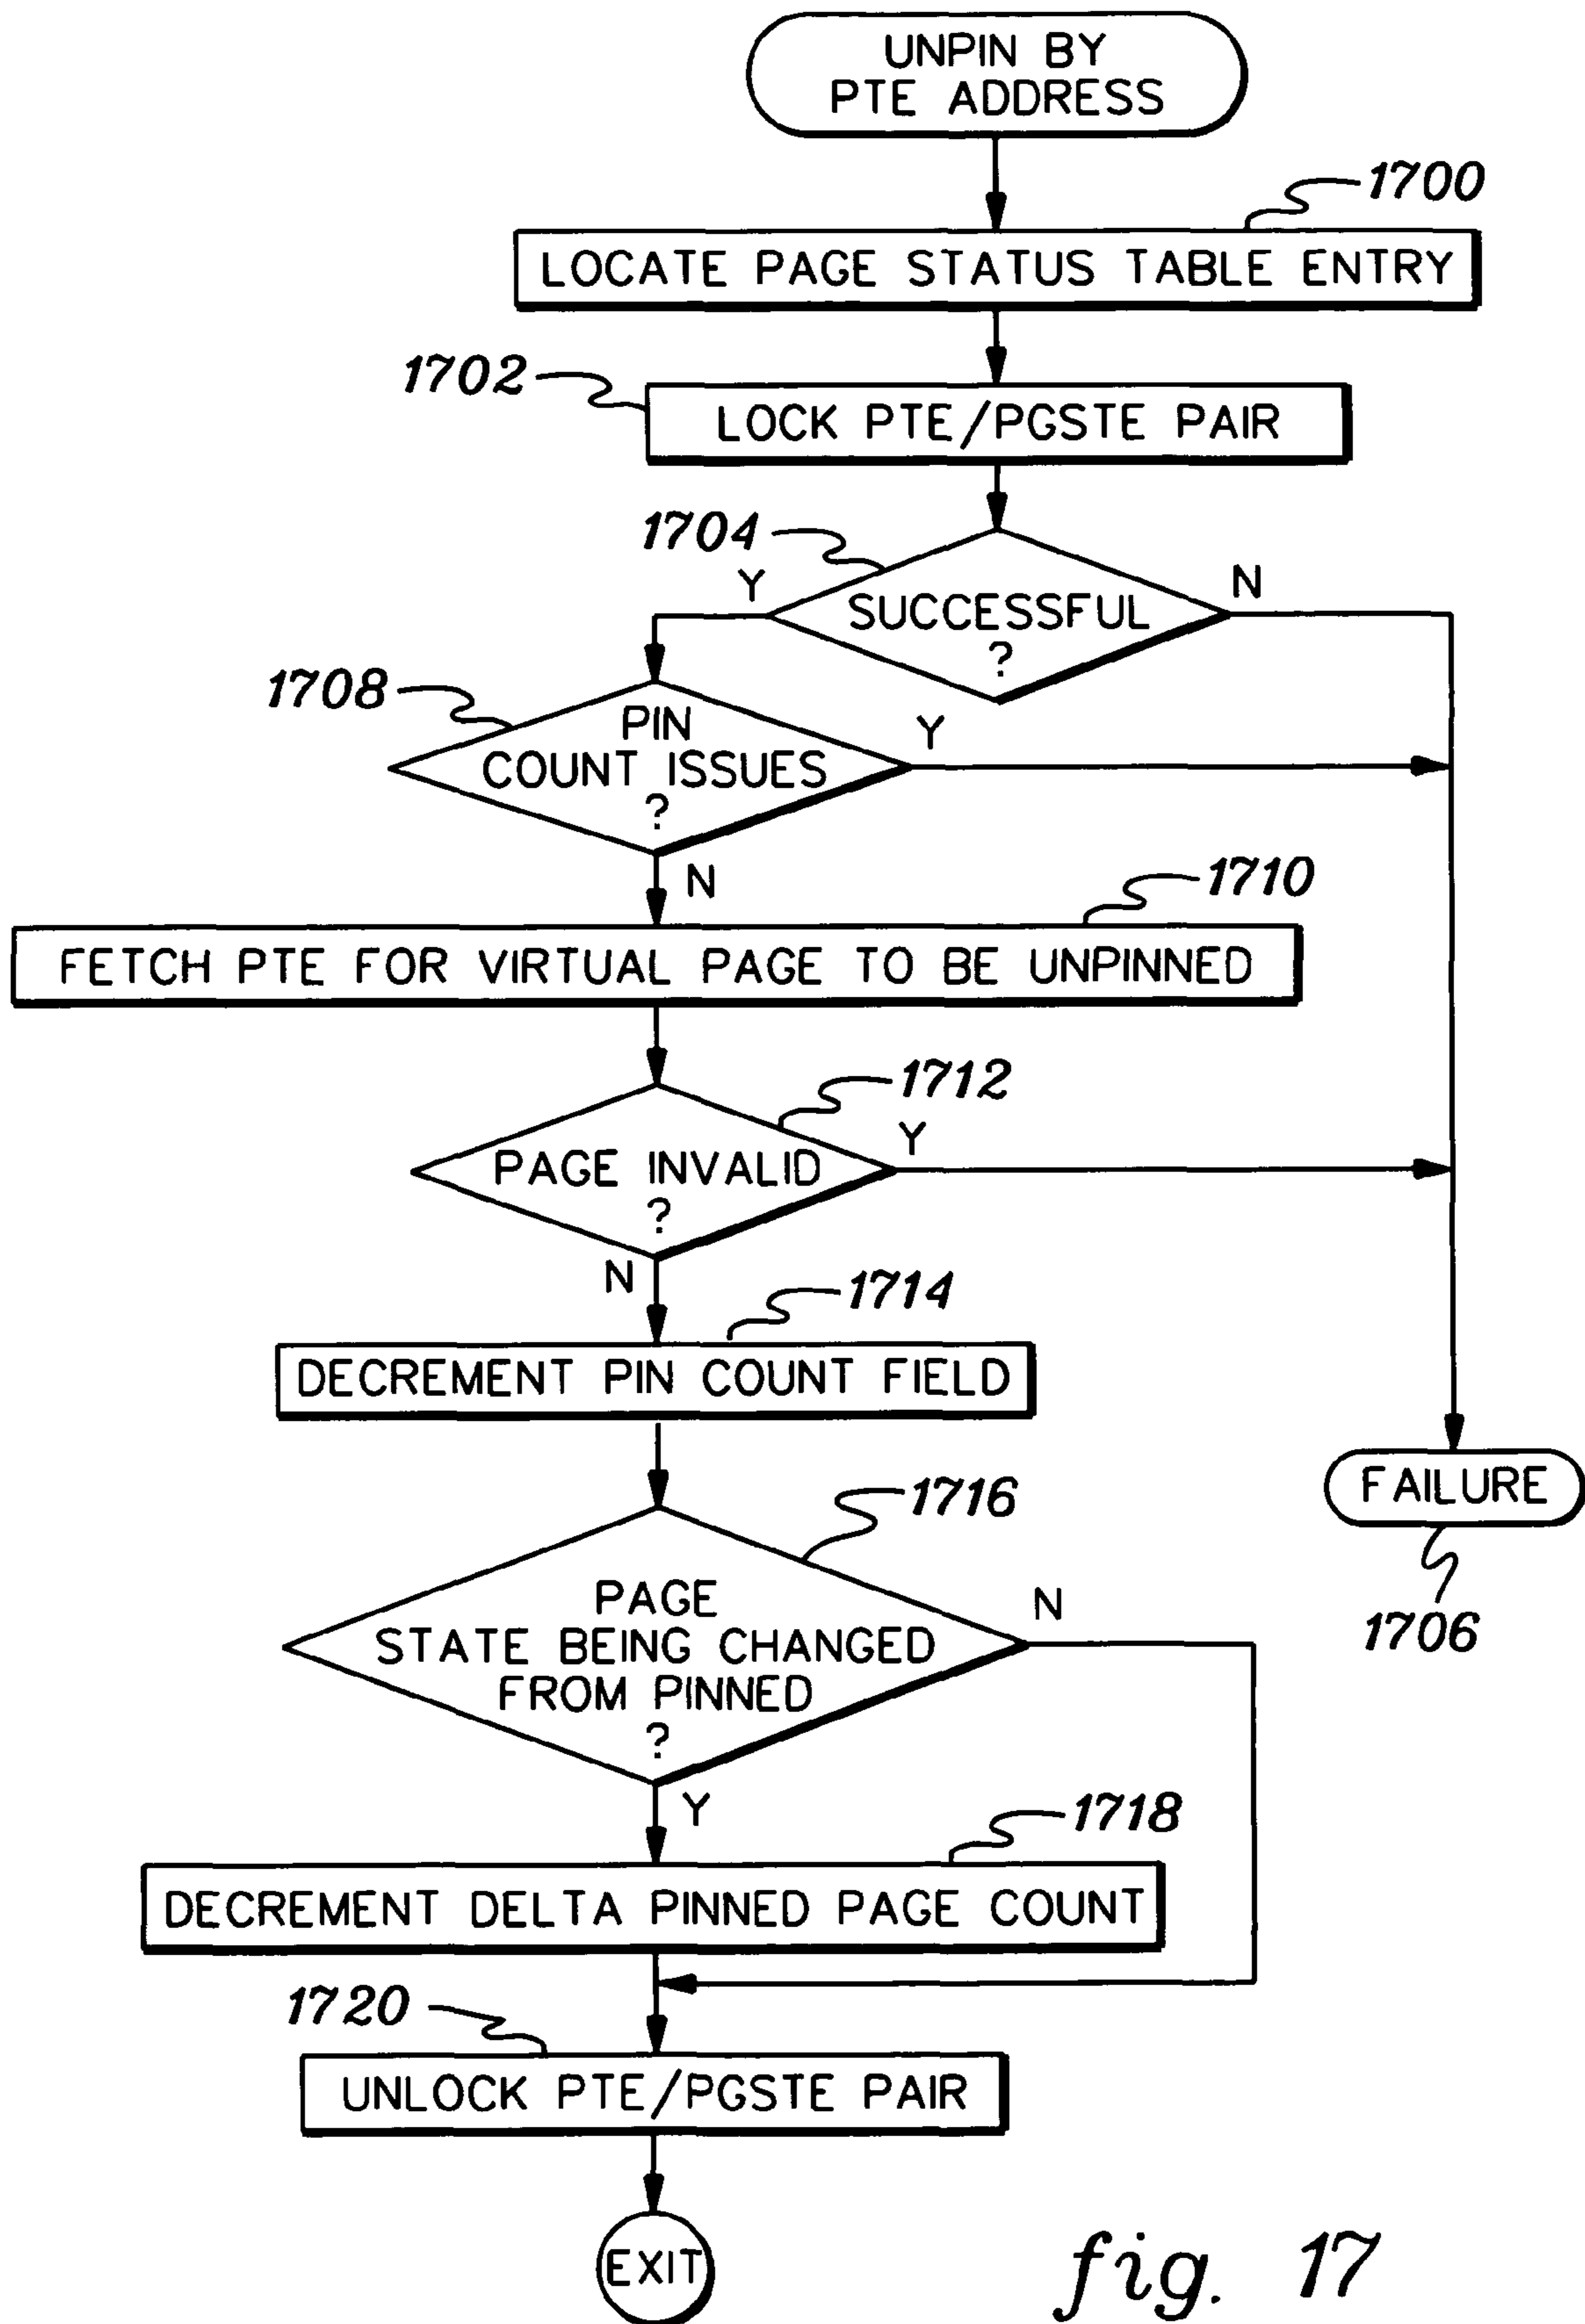 UNPIN BY
PTE ADDRESS
1700
LOCATE PAGE STATUS TABLE ENTRY
1702
LOCK PTE/PGSTE PAIR
1704
Y
N
SUCCESSFUL
?
1708
PIN
Y
COUNT ISSUES
?
N
1710
FETCH PTE FOR VIRTUAL PAGE TO BE UNPINNED
1712
Y
PAGE INVALID
?
N
1714
DECREMENT PIN COUNT FIELD
FAILURE
1706
1716
PAGE
N
STATE BEING CHANGED
FROM PINNED
?
Y
1718
DECREMENT DELTA PINNED PAGE COUNT
1720
UNLOCK PTE/PGSTE PAIR
EXIT
fig. 17